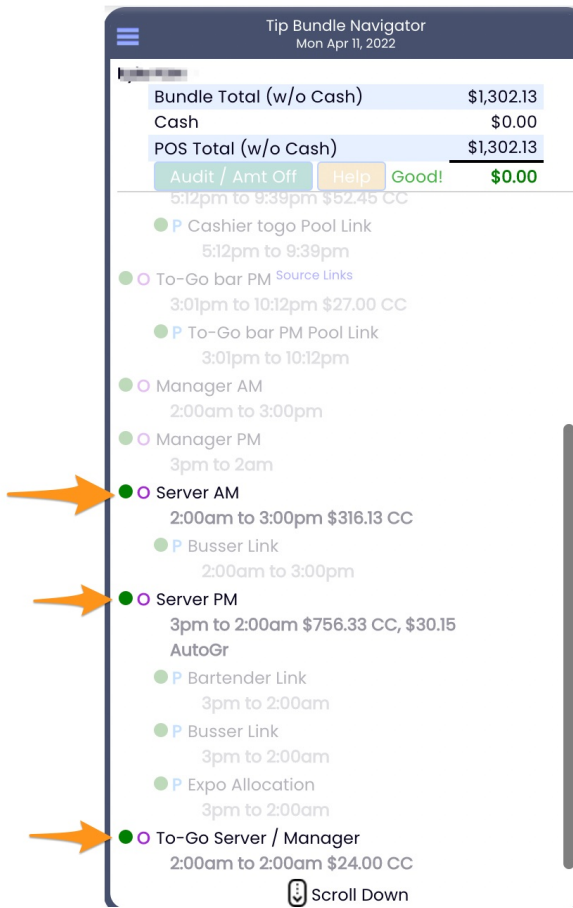 Tip Bundle Navigator
Mon Apr 11, 2022
Bundle Total (w/o Cash) $1,302.13
Cash $0.00
POS Total (w/o Cash) $1,302.13
Audit / Amt Off Help Good! $0.00
5:12pm to 9:39pm $52.45 CC
P Cashier togo Pool Link
5:12pm to 9:39pm
O To-Go bar PM Source Links
3:01pm to 10:12pm $27.00 CC
P To-Go bar PM Pool Link
3:01pm to 10:12pm
O Manager AM
2:00am to 3:00pm
O Manager PM
3pm to 2am
O Server AM
2:00am to 3:00pm $316.13 CC
P Busser Link
2:00am to 3:00pm
O Server PM
3pm to 2:00am $756.33 CC, $30.15
AutoGr
P Bartender Link
3pm to 2:00am
P Busser Link
3pm to 2:00am
P Expo Allocation
3pm to 2:00am
O To-Go Server / Manager
2:00am to 2:00am $24.00 CC
Scroll Down